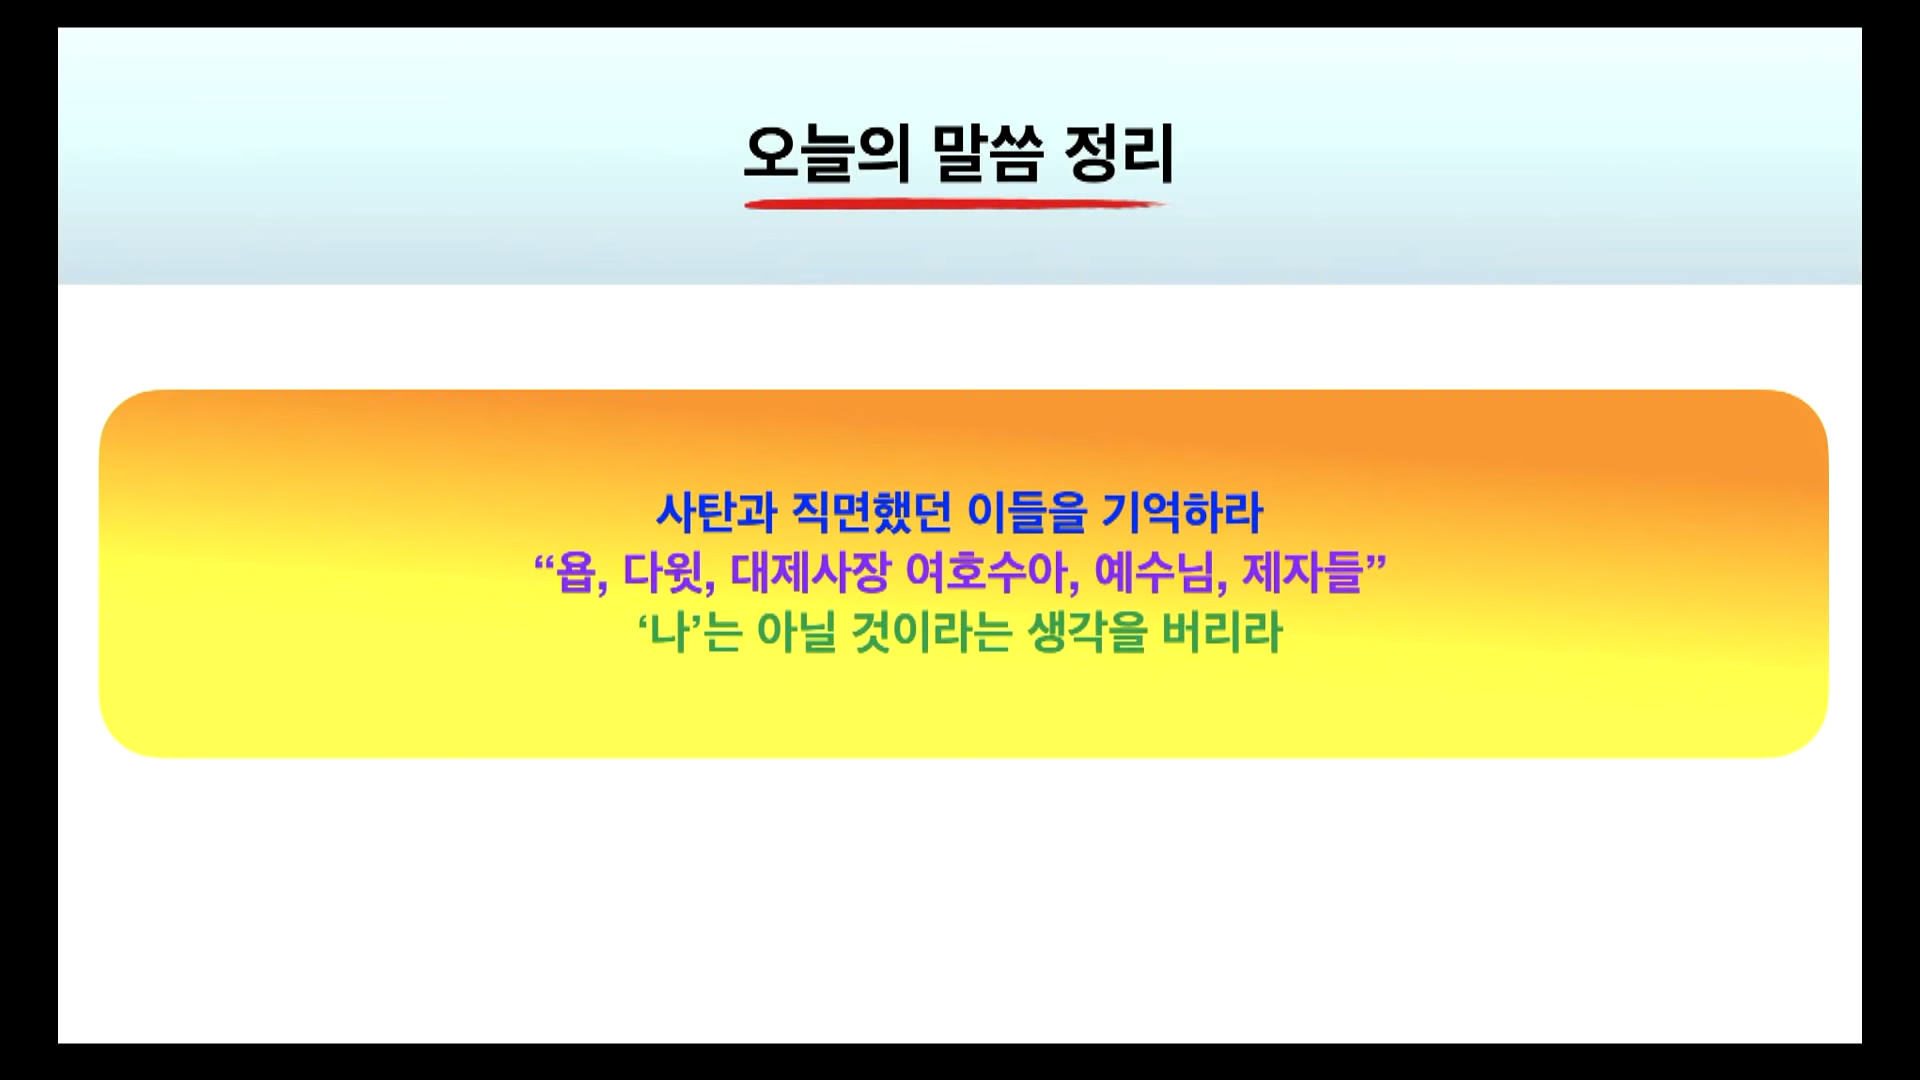 오늘의 말씀 정리
사탄과 직면했던 이들을 기억하라
“욥, 다윗, 대제사장 여호수아, 예수님, 제자들”
‘나’는 아닐 것이라는 생각을 버리라